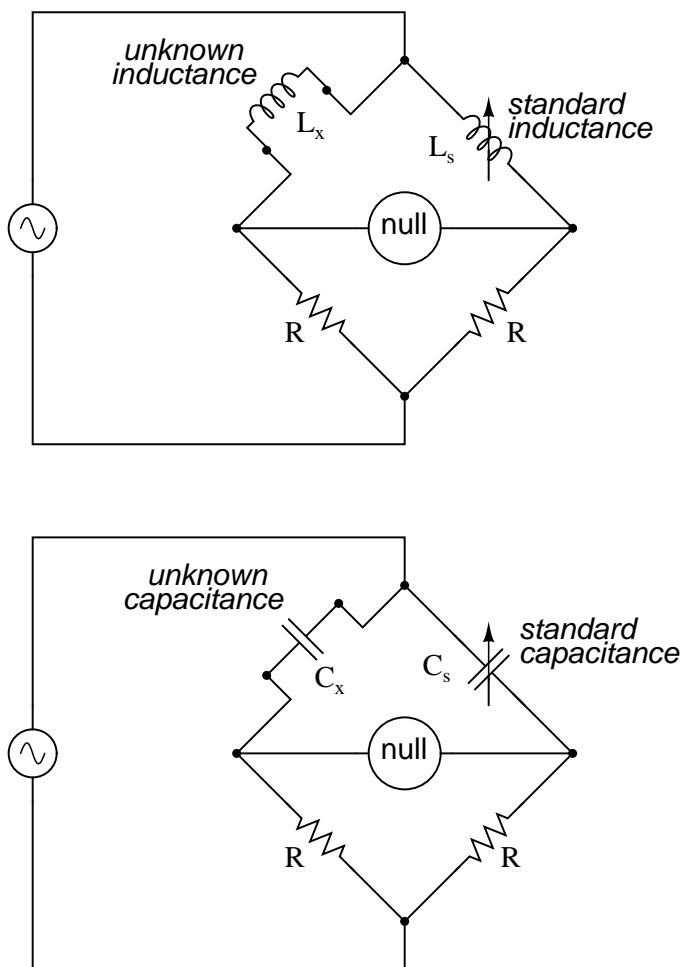 unknown
inductance
Lx
standard
inductance
Ls
null
R
R
unknown
capacitance
Cx
standard
capacitance
Cs
null
R
R